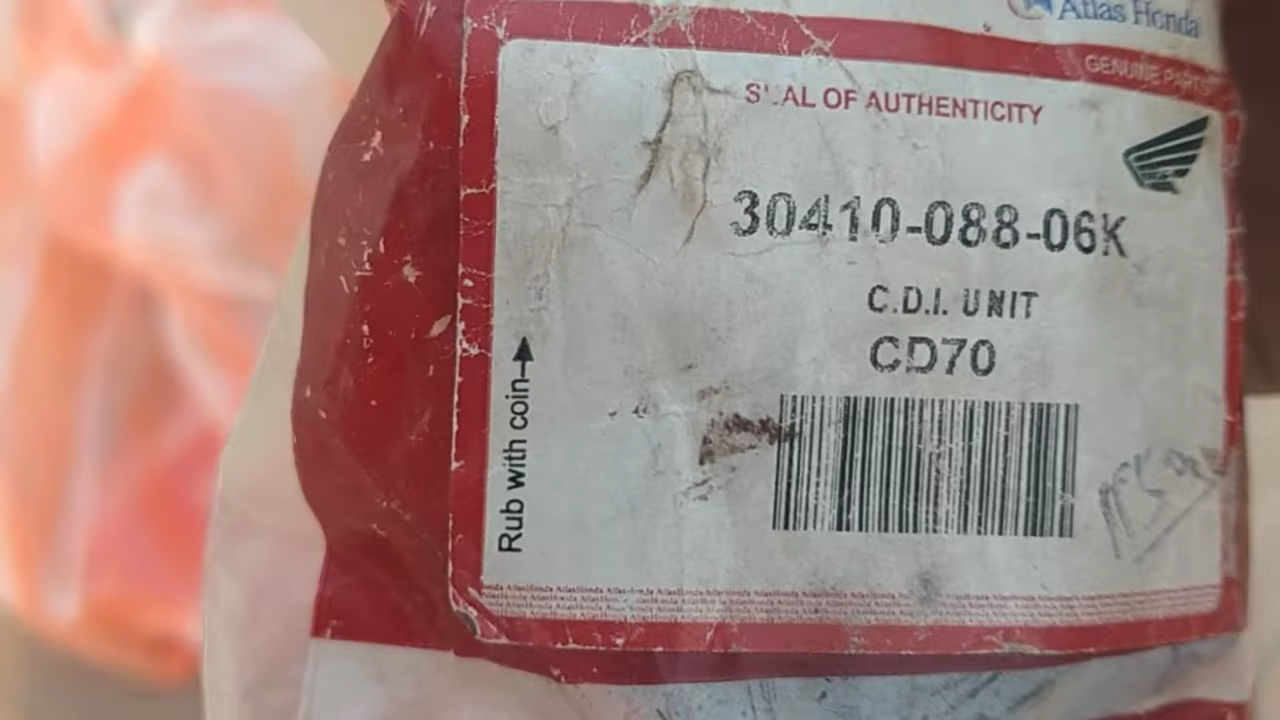 Atlas Honda
GENUINE PARTS
SEAL OF AUTHENTICITY
30410-088-06K
C.D.I. UNIT
CD70
Rub with coin